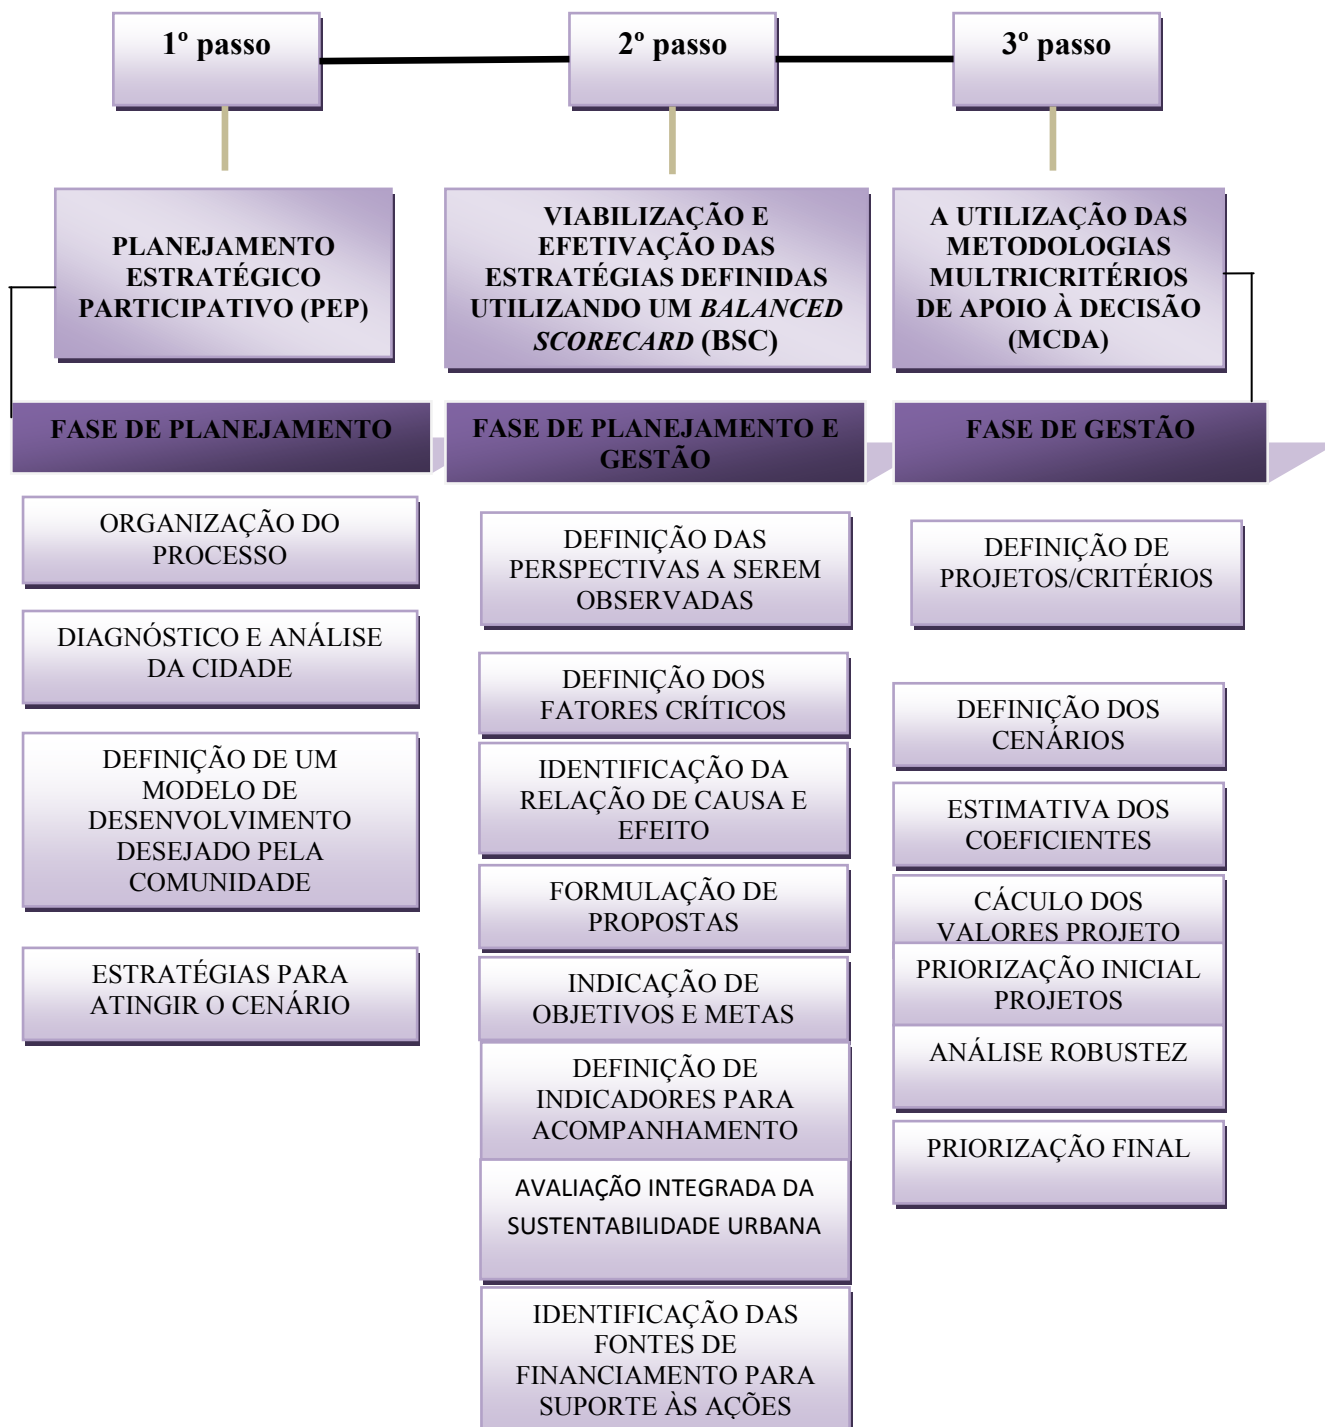 1º passo
2º passo
3º passo
PLANEJAMENTO
ESTRATÉGICO
PARTICIPATIVO (PEP)
VIABILIZAÇÃO E
EFETIVAÇÃO DAS
ESTRATÉGIAS DEFINIDAS
UTILIZANDO UM BALANCED
SCORECARD (BSC)
A UTILIZAÇÃO DAS
METODOLOGIAS
MULTRICRITÉRIOS
DE APOIO À DECISÃO
(MCDA)
FASE DE PLANEJAMENTO
FASE DE PLANEJAMENTO E
GESTÃO
FASE DE GESTÃO
ORGANIZAÇÃO DO
PROCESSO
DIAGNÓSTICO E ANÁLISE
DA CIDADE
DEFINIÇÃO DE UM
MODELO DE
DESENVOLVIMENTO
DESEJADO PELA
COMUNIDADE
ESTRATÉGIAS PARA
ATINGIR O CENÁRIO
DEFINIÇÃO DAS
PERSPECTIVAS A SEREM
OBSERVADAS
DEFINIÇÃO DOS
FATORES CRÍTICOS
IDENTIFICAÇÃO DA
RELAÇÃO DE CAUSA E
EFEITO
FORMULAÇÃO DE
PROPOSTAS
INDICAÇÃO DE
OBJETIVOS E METAS
DEFINIÇÃO DE
INDICADORES PARA
ACOMPANHAMENTO
AVALIAÇÃO INTEGRADA DA
SUSTENTABILIDADE URBANA
IDENTIFICAÇÃO DAS
FONTES DE
FINANCIAMENTO PARA
SUPORTE ÀS AÇÕES
DEFINIÇÃO DE
PROJETOS/CRITÉRIOS
DEFINIÇÃO DOS
CENÁRIOS
ESTIMATIVA DOS
COEFICIENTES
CÁCULO DOS
VALORES PROJETO
PRIORIZAÇÃO INICIAL
PROJETOS
ANÁLISE ROBUSTEZ
PRIORIZAÇÃO FINAL